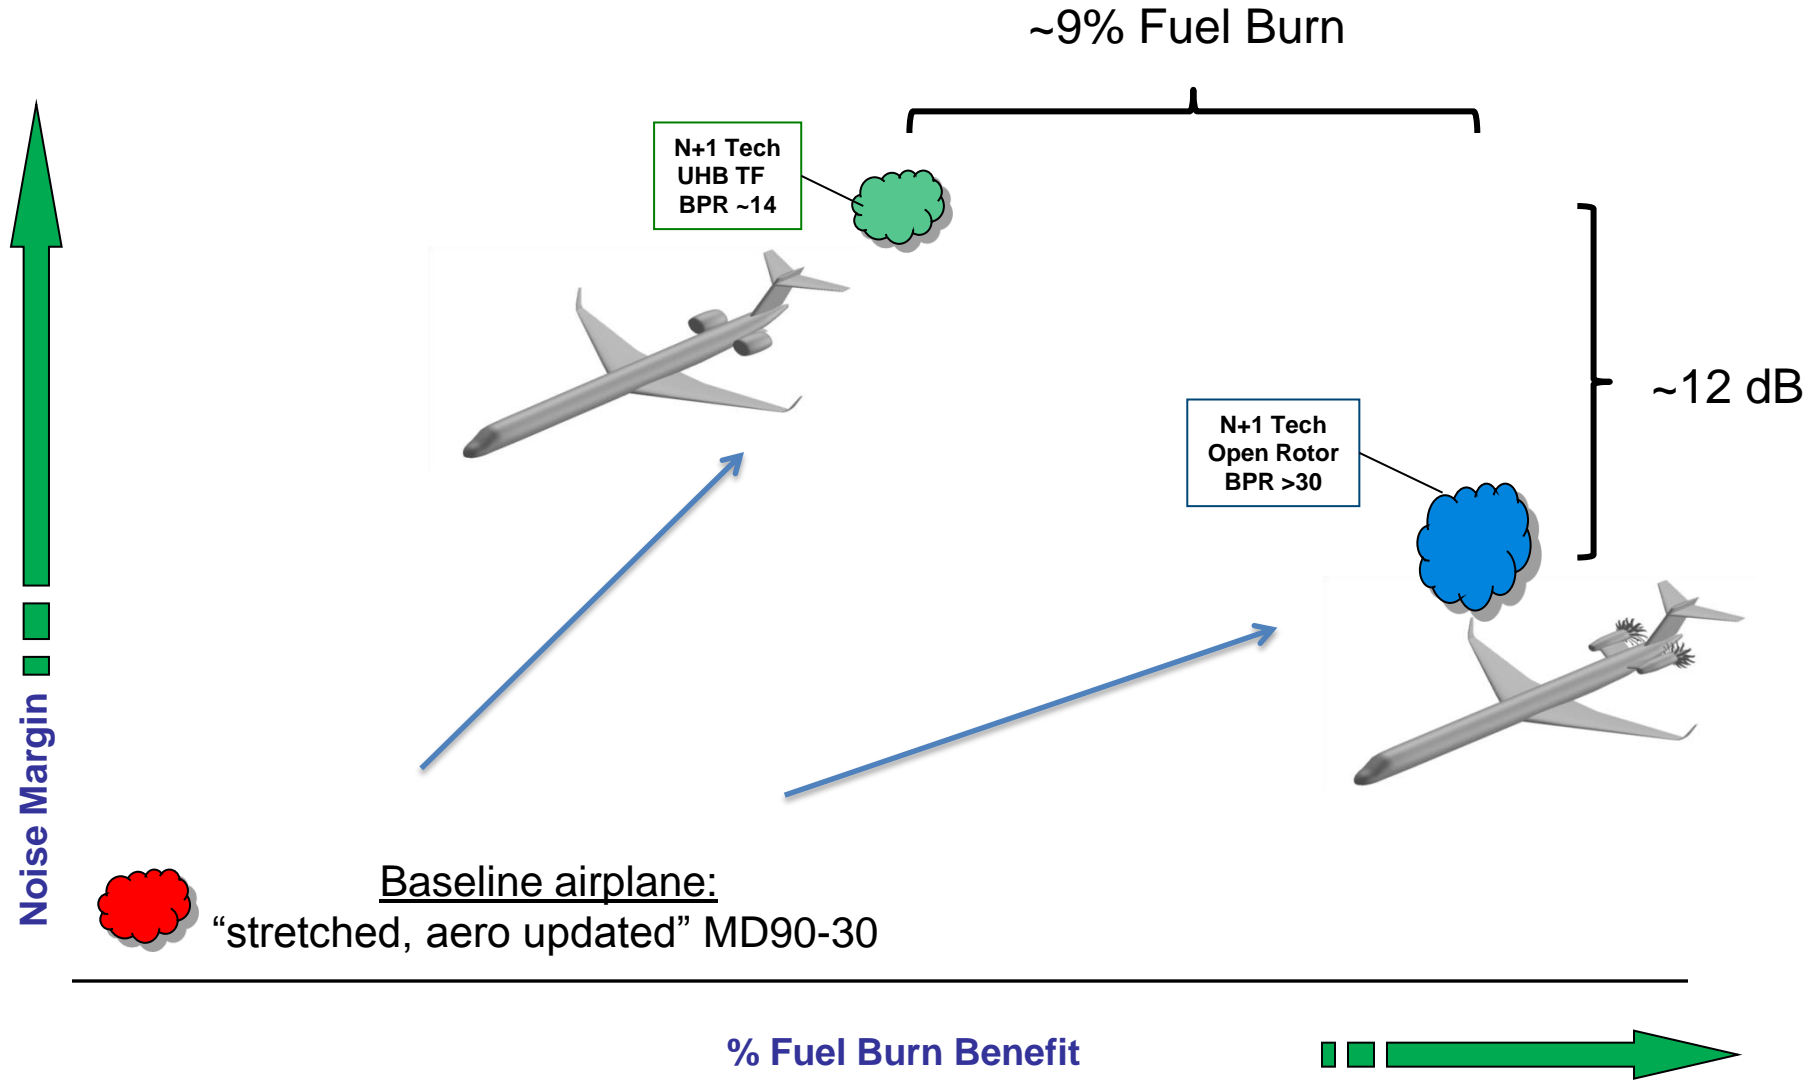 ~9% Fuel Burn
N+1 Tech
UHB TF
BPR ~14
~12 dB
N+1 Tech
Open Rotor
BPR >30
Noise Margin
Baseline airplane:
“stretched, aero updated” MD90-30
% Fuel Burn Benefit